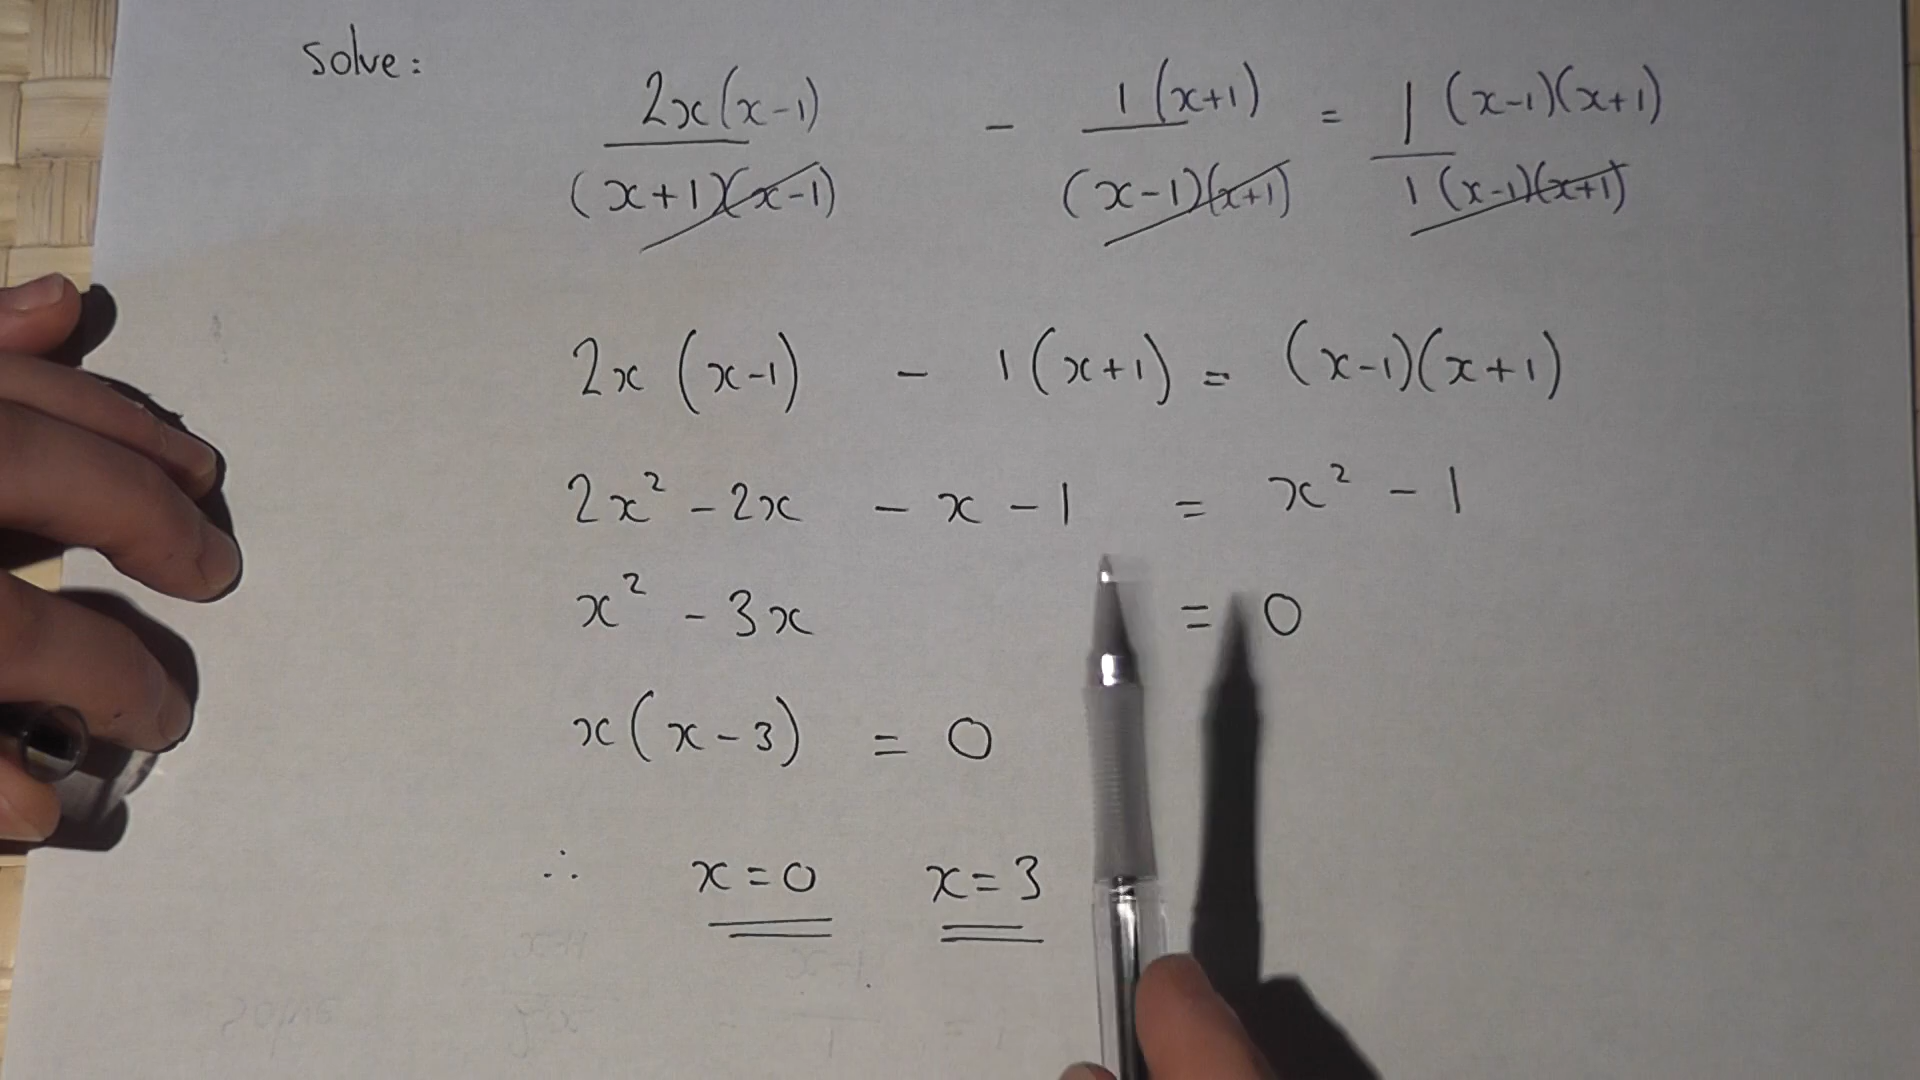 Solve:
2x(x-1) - 1(x+1) = 1(x-1)(x+1)
(x+1)(x-1) (x-1)(x+1) 1(x-1)(x+1)
2x(x-1) - 1(x+1) = (x-1)(x+1)
2x² - 2x - x - 1 = x² - 1
x² - 3x = 0
x(x-3) = 0
∴ x=0 x=3